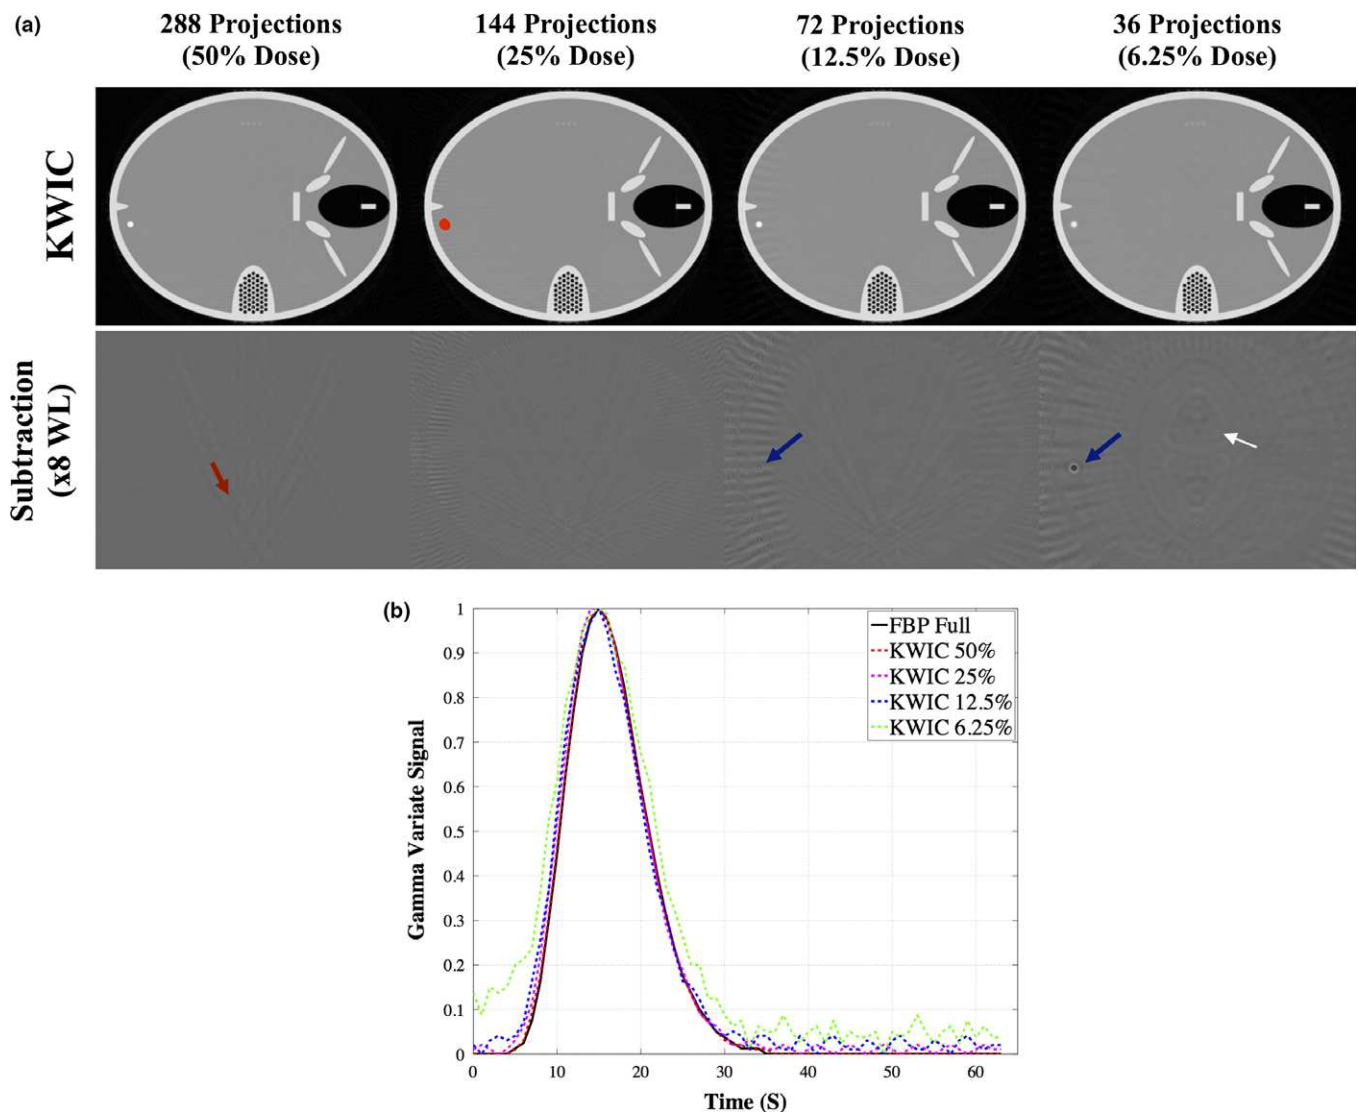 (a)
288 Projections
(50% Dose)
144 Projections
(25% Dose)
72 Projections
(12.5% Dose)
36 Projections
(6.25% Dose)
KWIC
Subtraction
(x8 WL)
(b)
Gamma Variate Signal
1
0.9
0.8
0.7
0.6
0.5
0.4
0.3
0.2
0.1
0
FBP Full
KWIC 50%
KWIC 25%
KWIC 12.5%
KWIC 6.25%
0
10
20
30
40
50
60
Time (S)